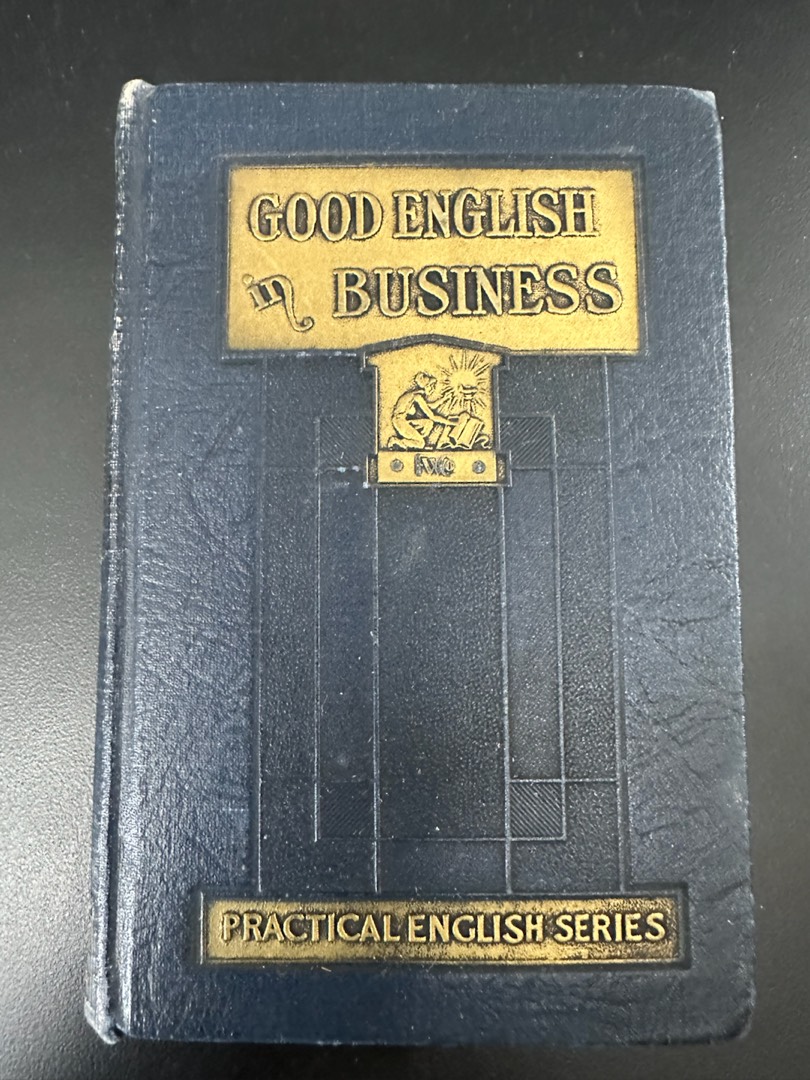 GOOD ENGLISH
in BUSINESS
PRACTICAL ENGLISH SERIES